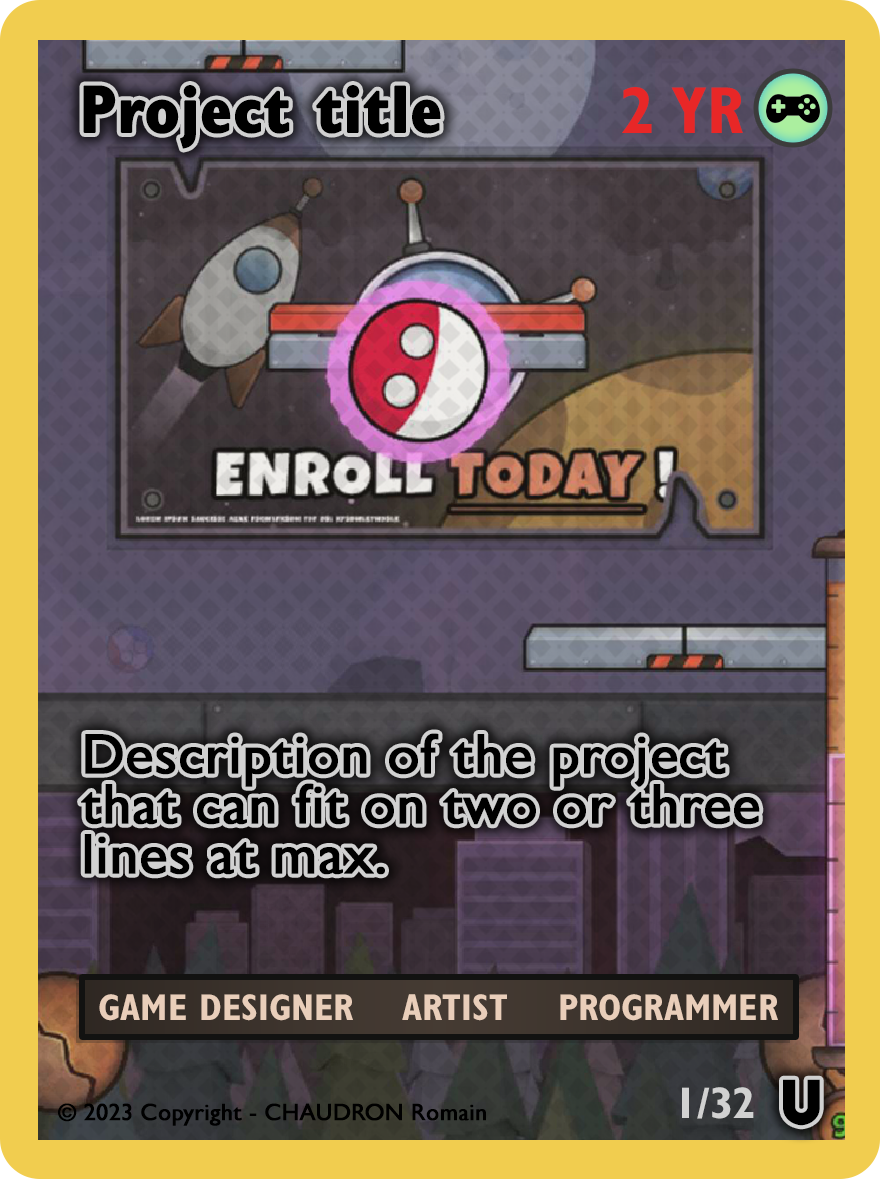 Project title
2 YR
ENROLL TODAY !
Description of the project
that can fit on two or three
lines at max.
GAME DESIGNER ARTIST PROGRAMMER
1/32 U
© 2023 Copyright - CHAUDRON Romain